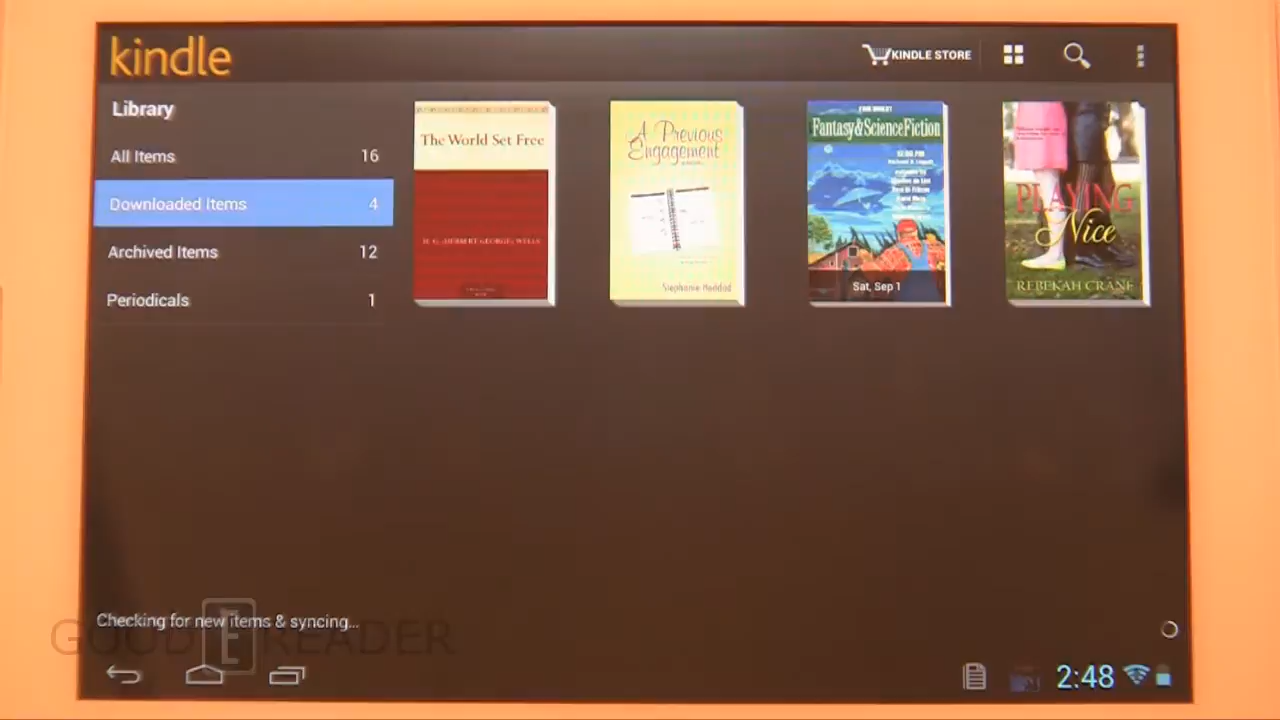 kindle
KINDLE STORE
Library
All Items 16
Downloaded Items 4
Archived Items 12
Periodicals 1
The World Set Free
H. G. (HERBERT GEORGE) WELLS
A Previous
Engagement
Stephanie Haddad
Fantasy & Science Fiction
Sat, Sep 1
PLAYING
Nice
REBEKAH CRANE
Checking for new items & syncing...
GOOD E READER
2:48